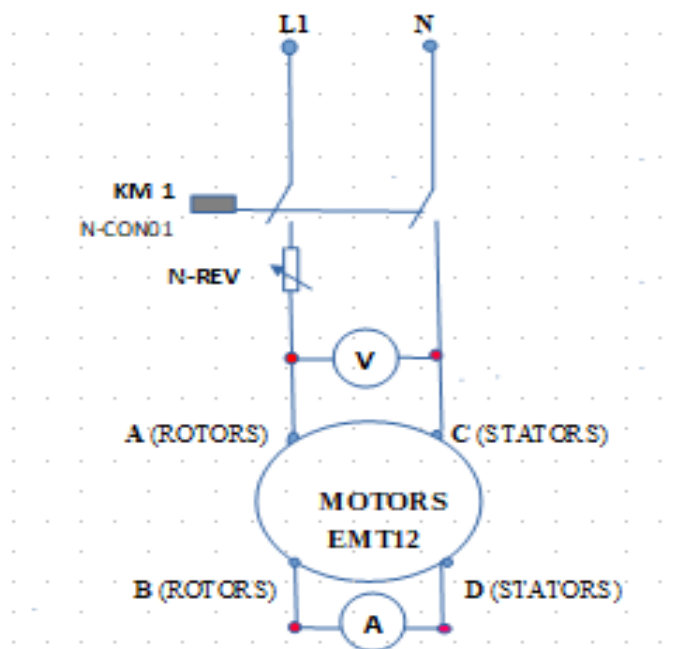 L1 N
KM 1
N-CON01
N-REV
V
A (ROTORS) C (STATORS)
MOTORS
EMT12
B (ROTORS) D (STATORS)
A